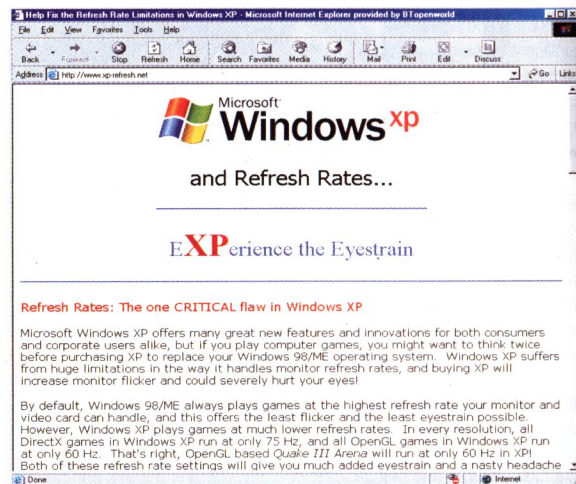 Help Fix the Refresh Rate Limitations in Windows XP - Microsoft Internet Explorer provided by BTopenworld
File Edit View Favorites Tools Help
Back Forward Stop Refresh Home Search Favorites Media History Mail Print Edit Discuss
Address http://www.xp-refresh.net Go Links
Microsoft
Windows xp
and Refresh Rates...
EXPerience the Eyestrain
Refresh Rates: The one CRITICAL flaw in Windows XP
Microsoft Windows XP offers many great new features and innovations for both consumers
and corporate users alike, but if you play computer games, you might want to think twice
before purchasing XP to replace your Windows 98/ME operating system. Windows XP suffers
from huge limitations in the way it handles monitor refresh rates, and buying XP will
increase monitor flicker and could severely hurt your eyes!
By default, Windows 98/ME always plays games at the highest refresh rate your monitor and
video card can handle, and this offers the least flicker and the least eyestrain possible.
However, Windows XP plays games at much lower refresh rates. In every resolution, all
DirectX games in Windows XP run at only 75 Hz, and all OpenGL games in Windows XP run
at only 60 Hz. That's right, OpenGL based Quake III Arena will run at only 60 Hz in XP!
Both of these refresh rate settings will give you much added eyestrain and a nasty headache
Done Internet